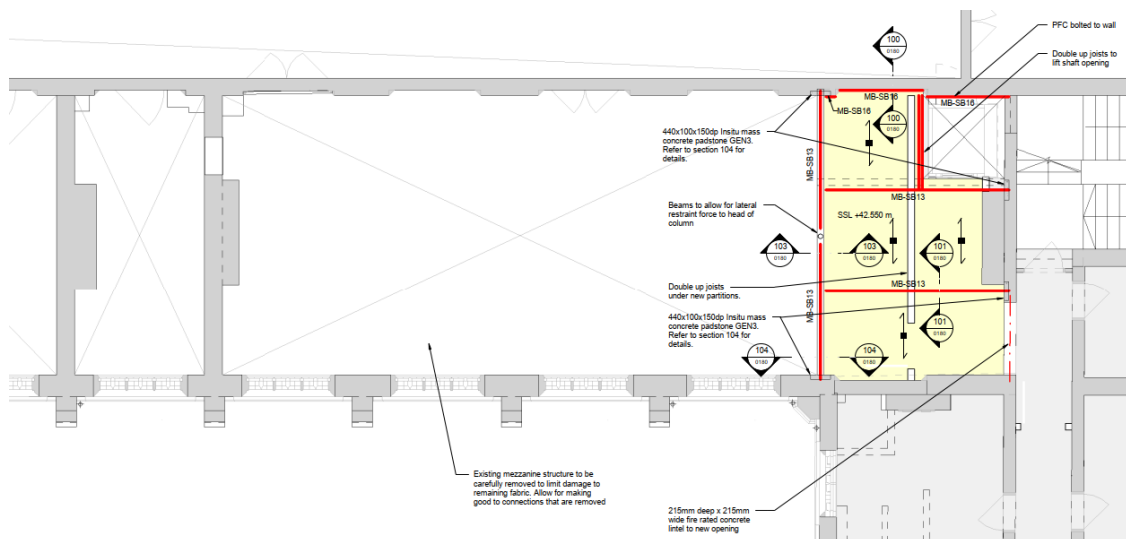 PFC bolted to wall
100
0180
Double up joists to
lift shaft opening
MB-SB16
MB-SB16
MB-SB16
100
0180
440x100x150dp Insitu mass
concrete padstone GEN3.
Refer to section 104 for
details.
MB-SB13
MB-SB13
Beams to allow for lateral
restraint force to head of
column
SSL +42.550 m
103
0180
103
0180
101
0180
MB-SB13
Double up joists
under new partitions.
MB-SB13
440x100x150dp Insitu mass
concrete padstone GEN3.
Refer to section 104 for
details.
101
0180
104
0180
104
0180
Existing mezzanine structure to be
carefully removed to limit damage to
remaining fabric. Allow for making
good to connections that are removed
215mm deep x 215mm
wide fire rated concrete
lintel to new opening